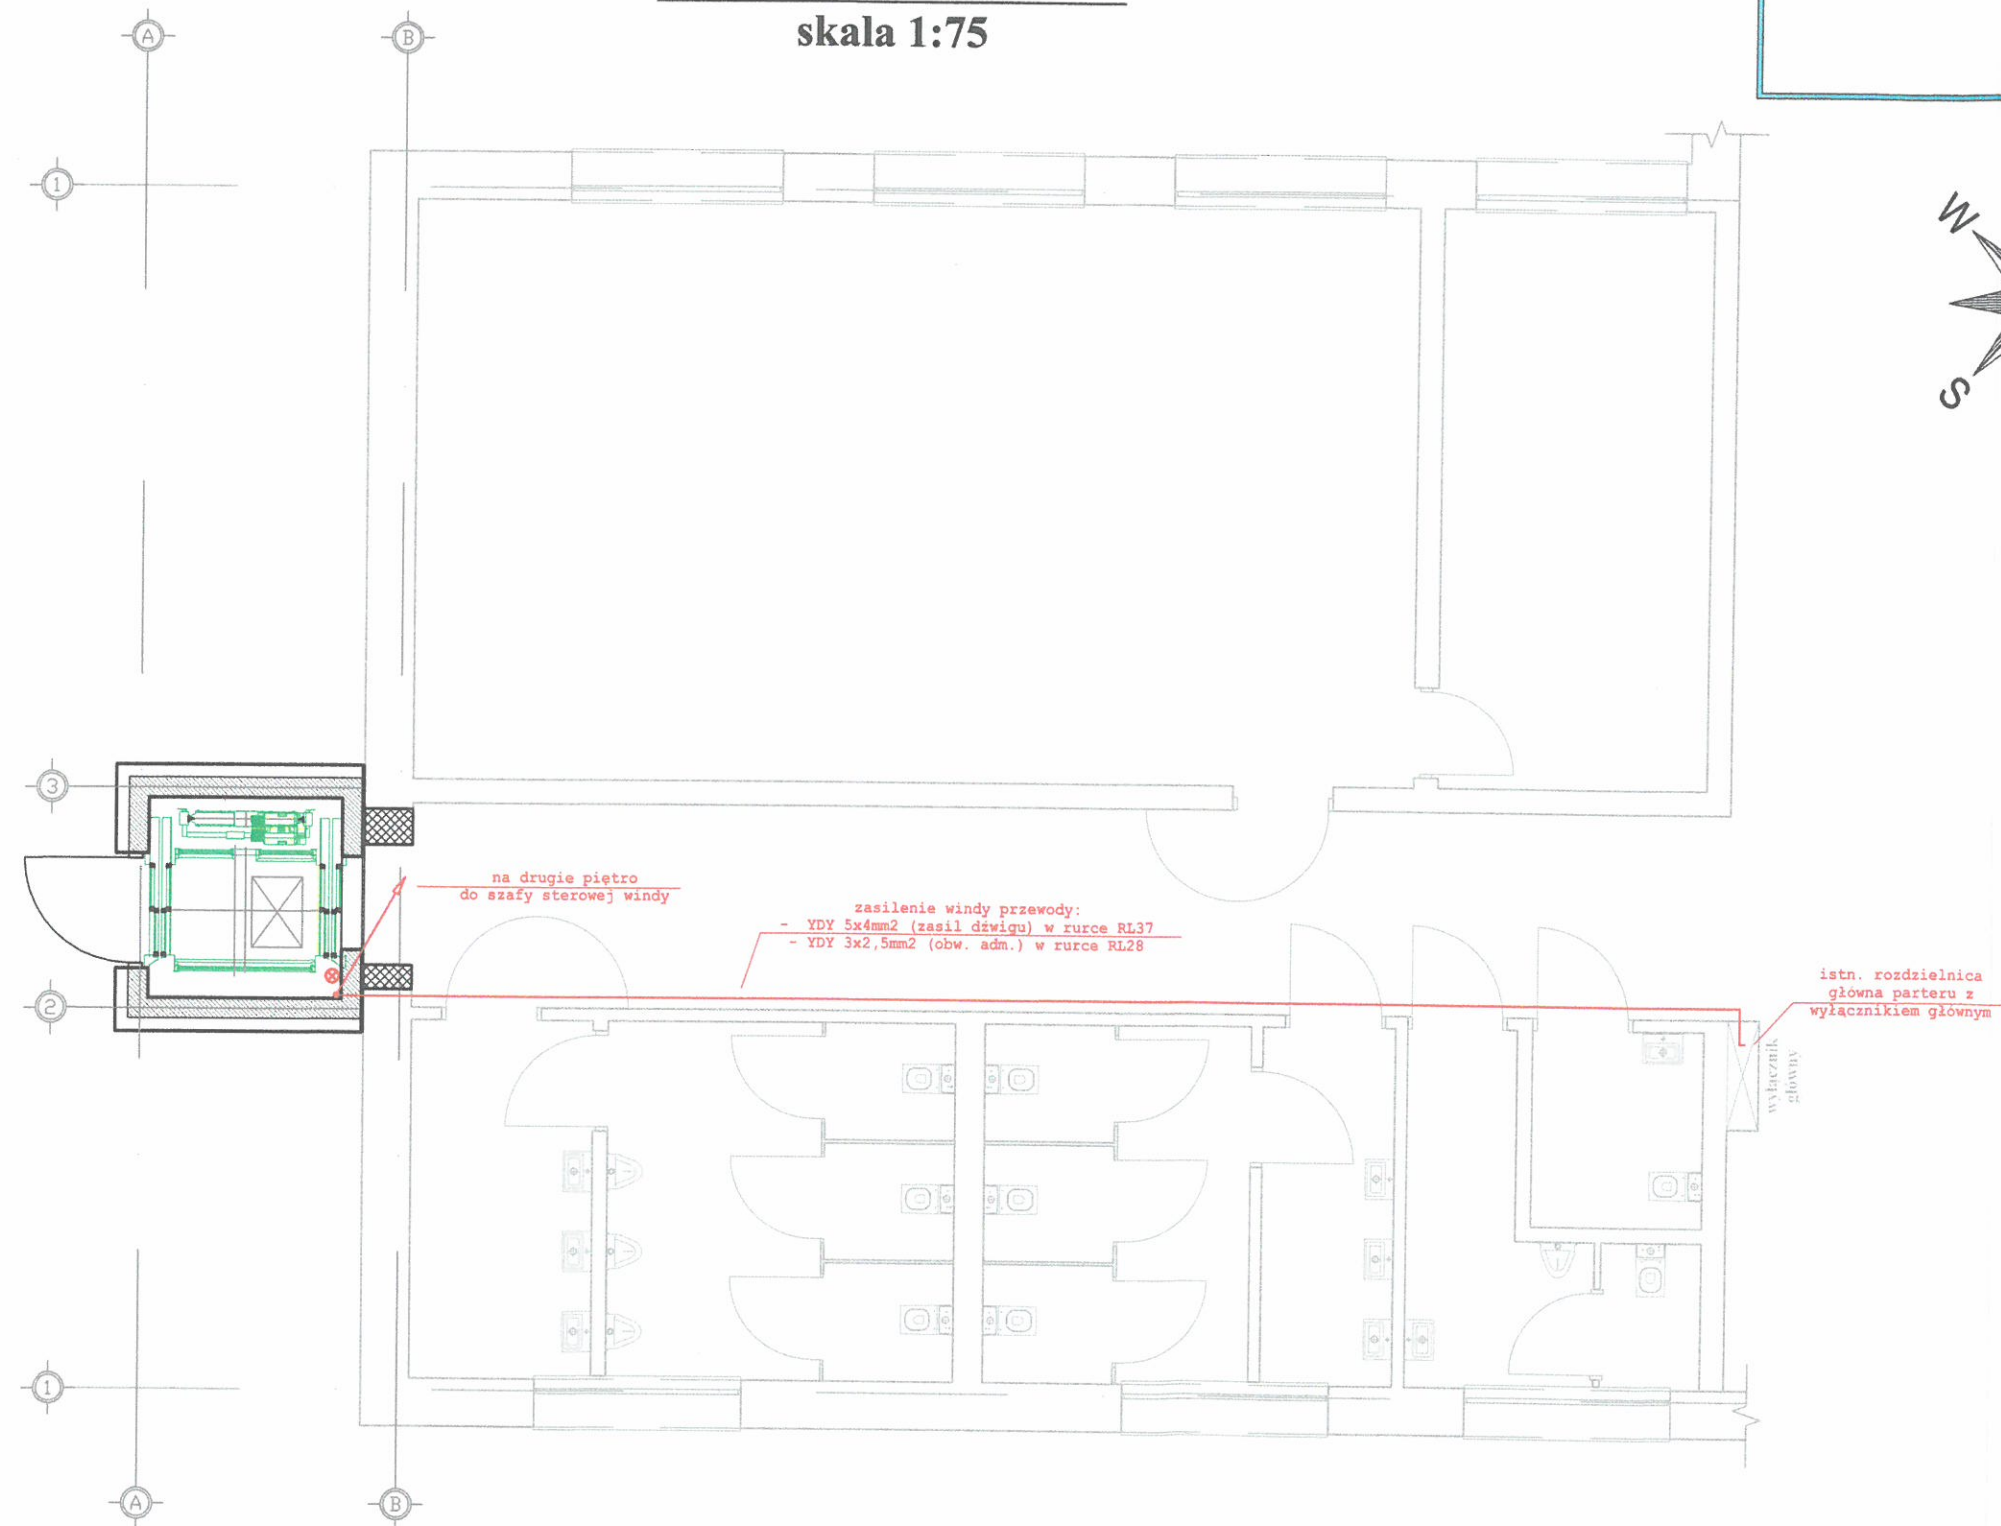 skala 1:75
A
B
1
W
S
3
na drugie piętro
do szafy sterowej windy
zasilenie windy przewody:
- YDY 5x4mm2 (zasil dźwigu) w rurce RL37
- YDY 3x2,5mm2 (obw. adm.) w rurce RL28
istn. rozdzielnica
główna parteru z
wyłącznikiem głównym
2
wyłącznik
główny
1
A
B